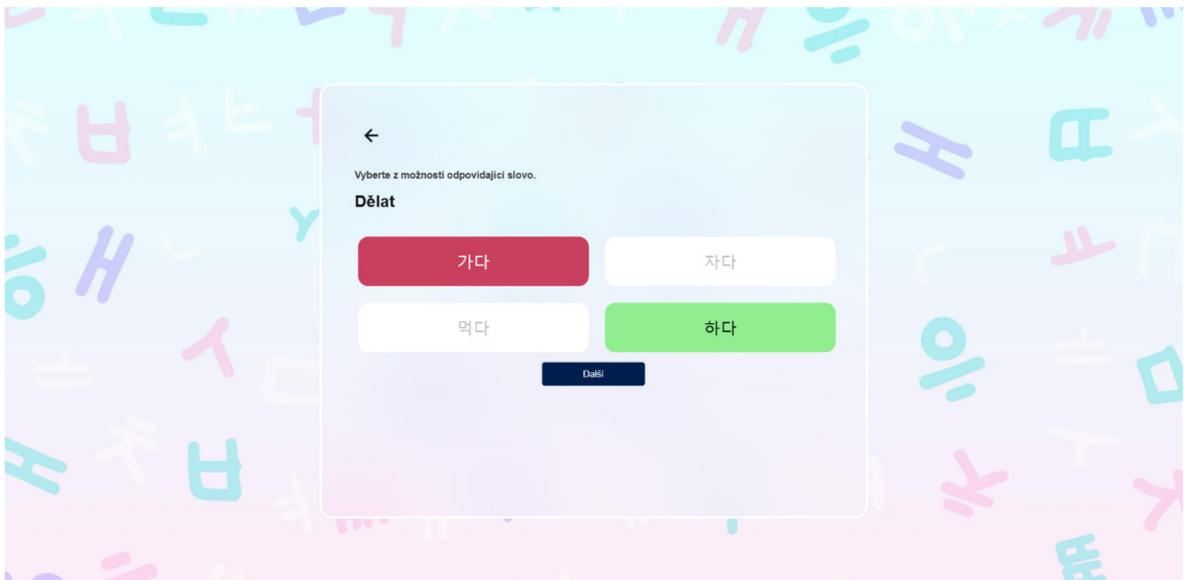 Vyberte z možností odpovídající slovo.
Dělat
가다
자다
먹다
하다
Další